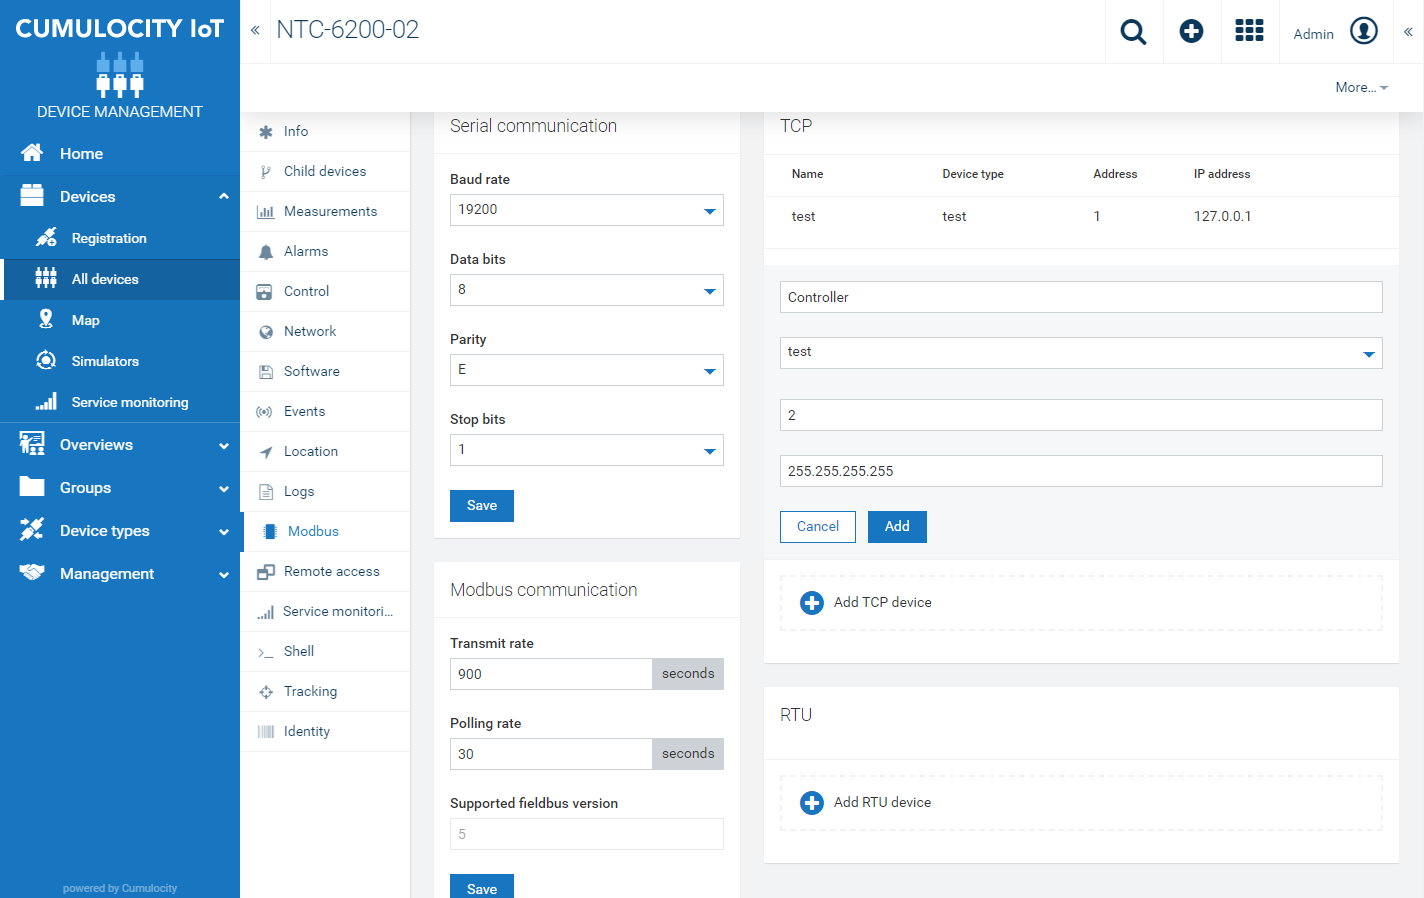 CUMULOCITY IoT
DEVICE MANAGEMENT
Home
Devices
Registration
All devices
Map
Simulators
Service monitoring
Overviews
Groups
Device types
Management
powered by Cumulocity
«
NTC-6200-02
Admin
«
More...
Info
Child devices
Measurements
Alarms
Control
Network
Software
Events
Location
Logs
Modbus
Remote access
Service monitori...
Shell
Tracking
Identity
Serial communication
Baud rate
19200
Data bits
8
Parity
E
Stop bits
1
Save
Modbus communication
Transmit rate
900 seconds
Polling rate
30 seconds
Supported fieldbus version
5
Save
TCP
Name Device type Address IP address
test test 1 127.0.0.1
Controller
test
2
255.255.255.255
Cancel Add
Add TCP device
RTU
Add RTU device